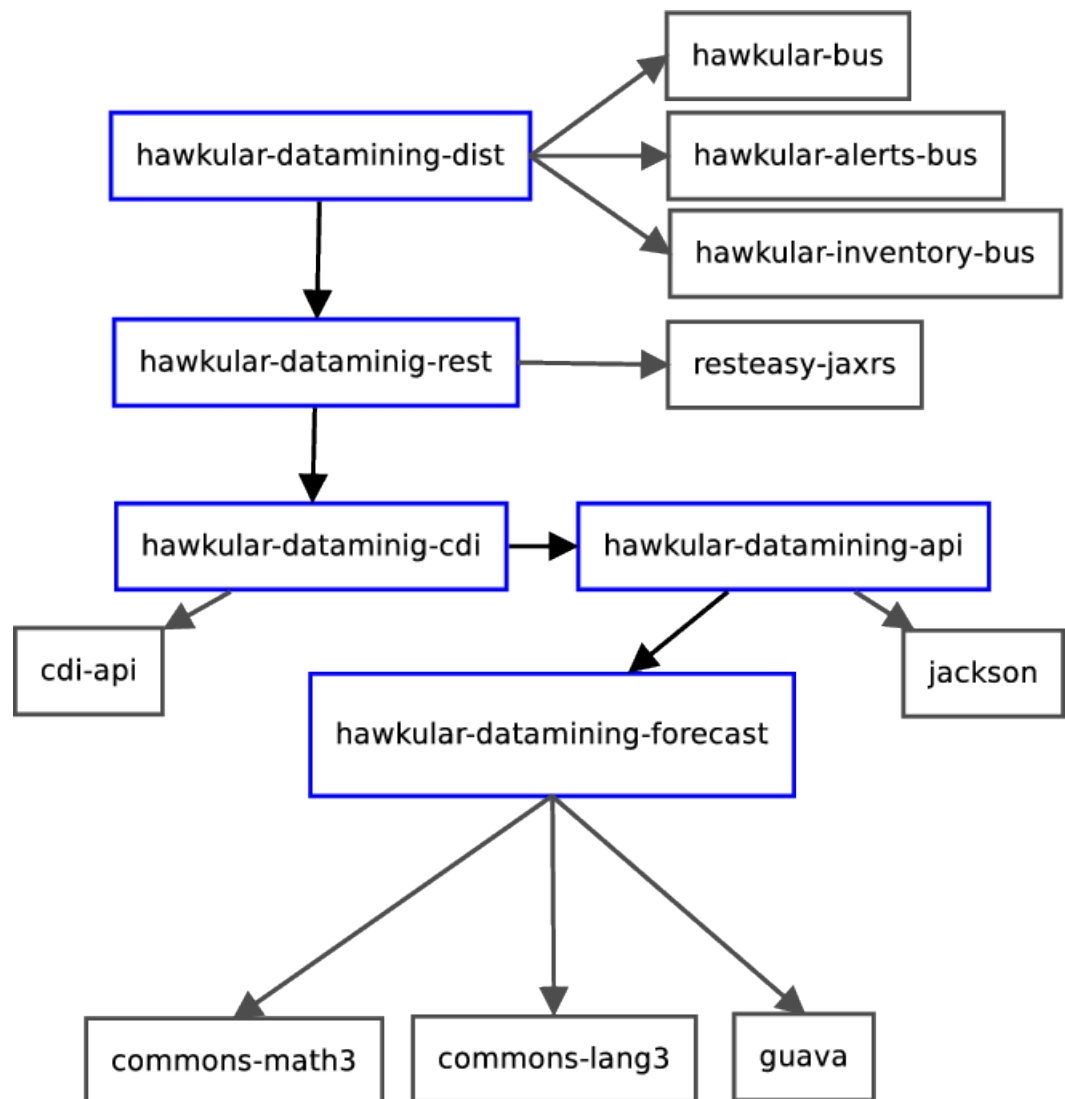 hawkular-bus
hawkular-datamining-dist
hawkular-alerts-bus
hawkular-inventory-bus
hawkular-dataminig-rest
resteasy-jaxrs
hawkular-dataminig-cdi
hawkular-datamining-api
cdi-api
jackson
hawkular-datamining-forecast
commons-math3
commons-lang3
guava